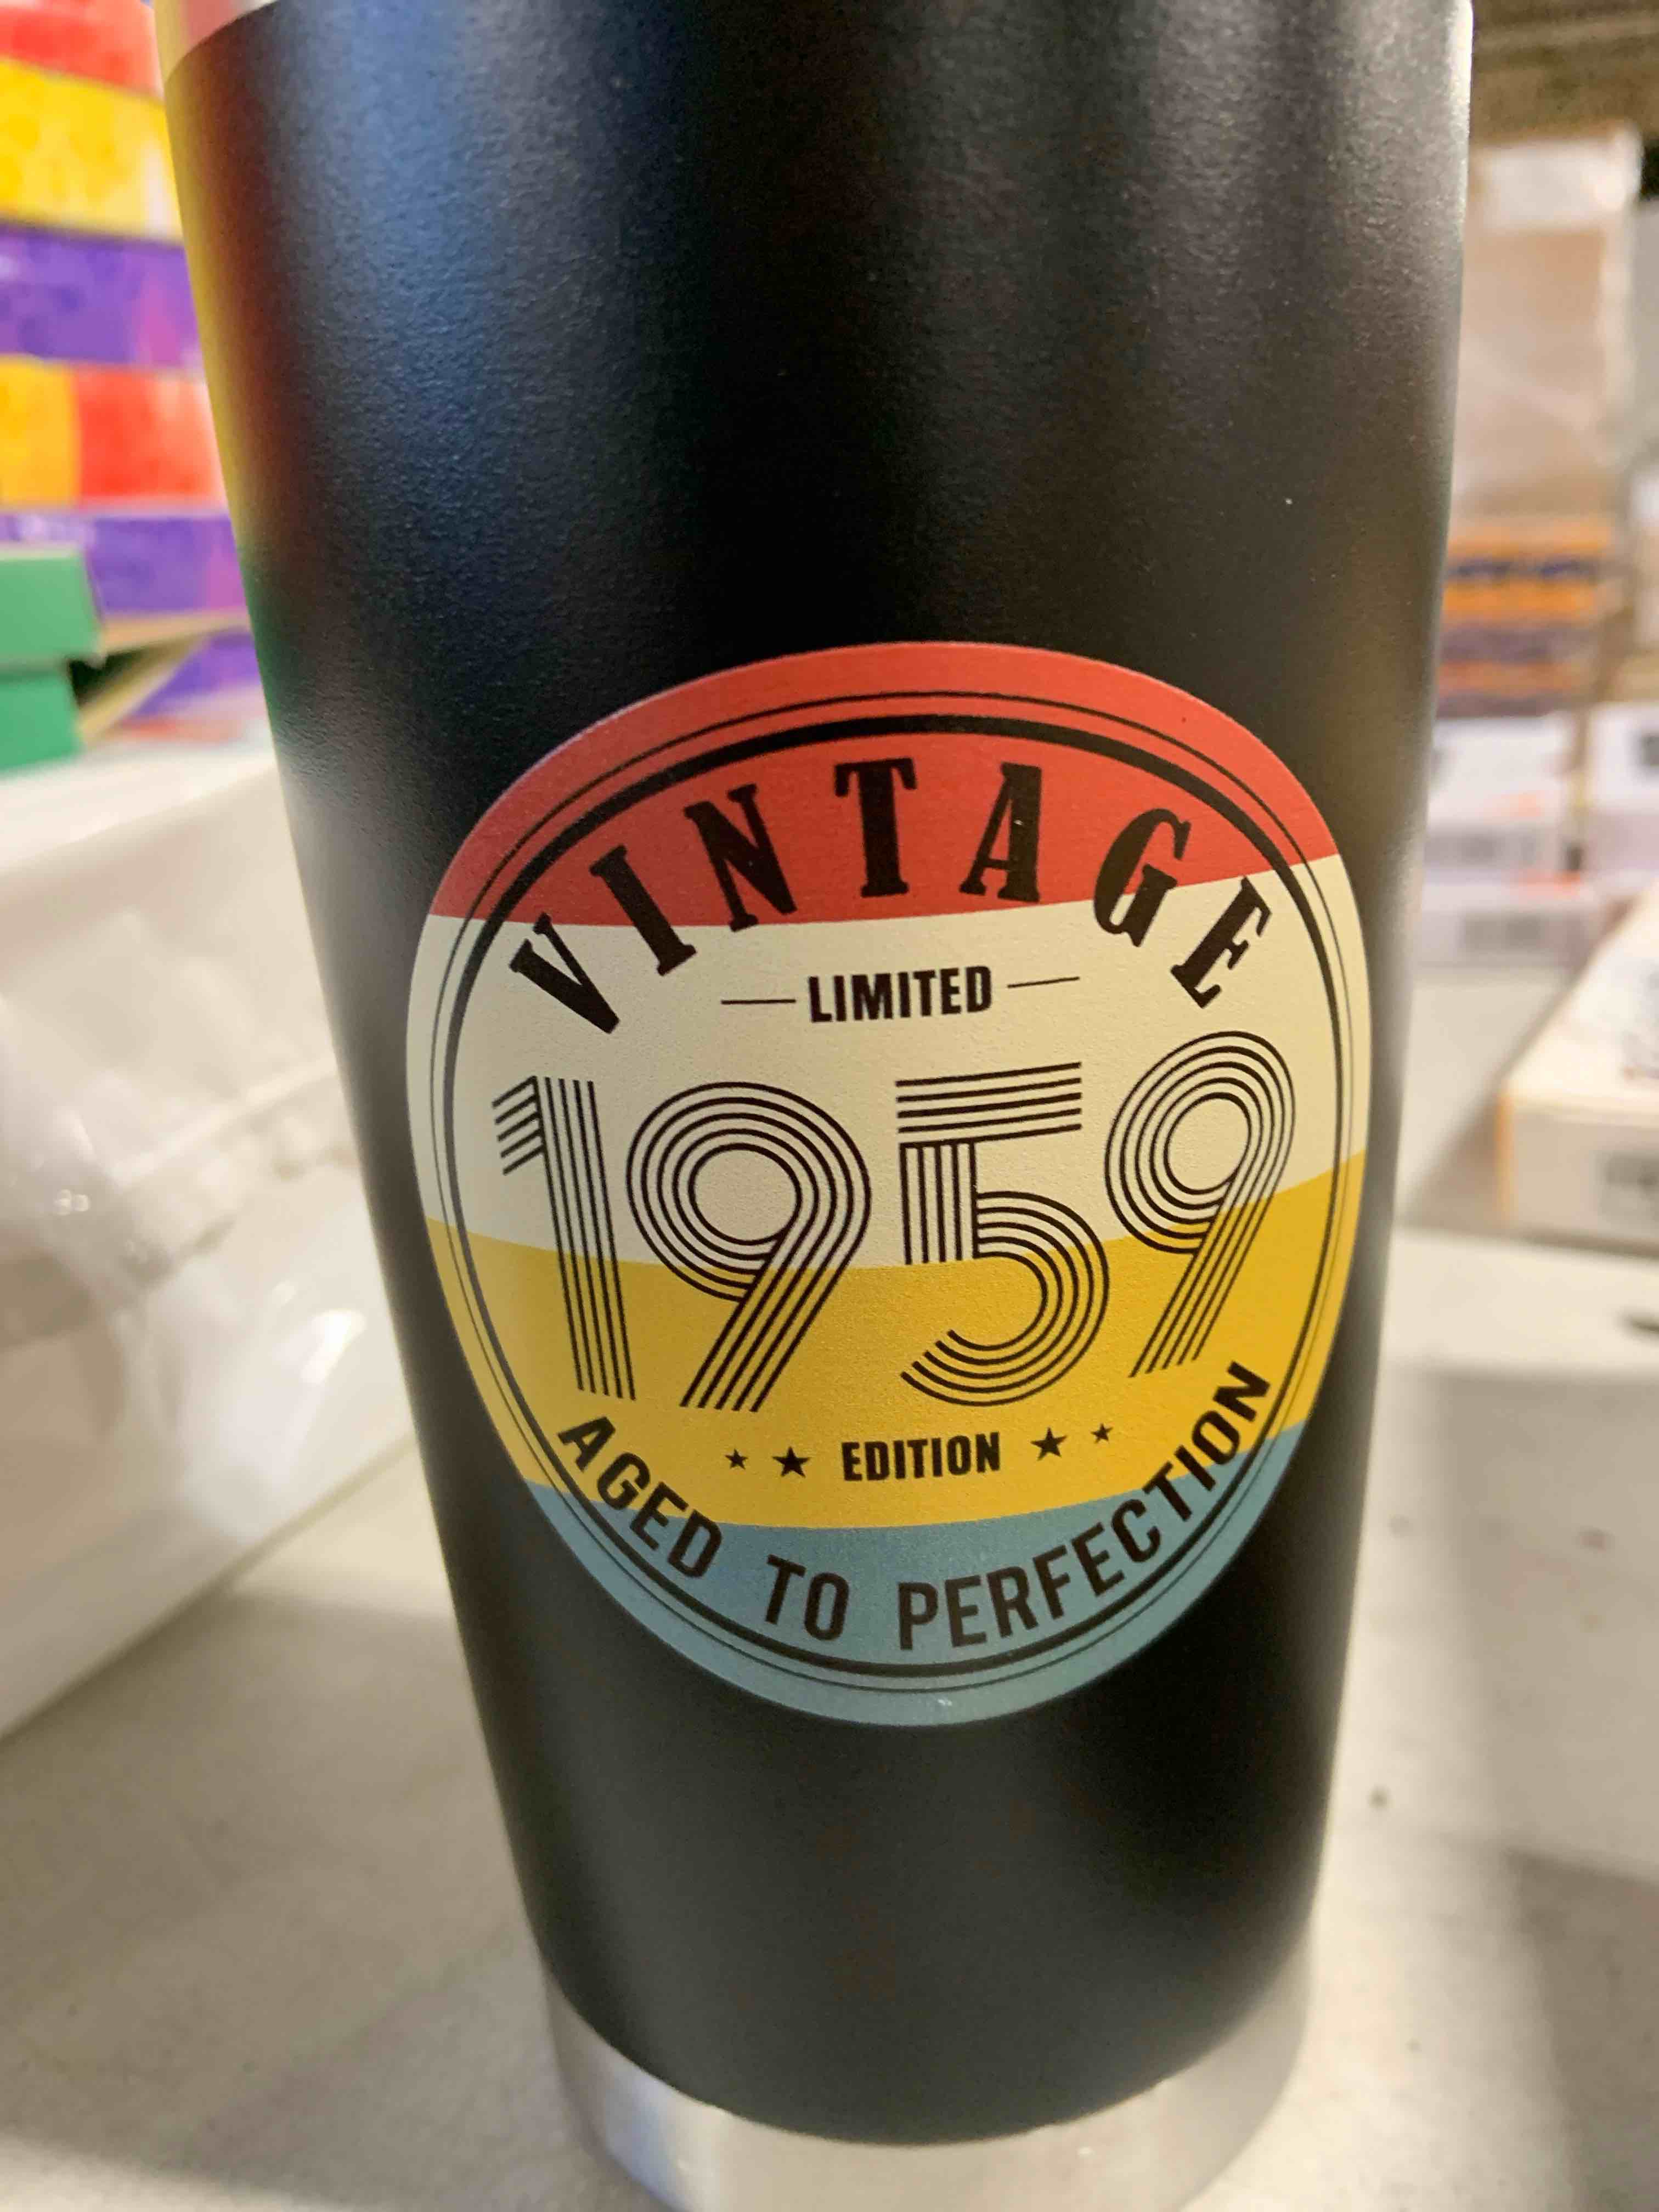 VINTAGE
LIMITED
1959
EDITION
AGED TO PERFECTION